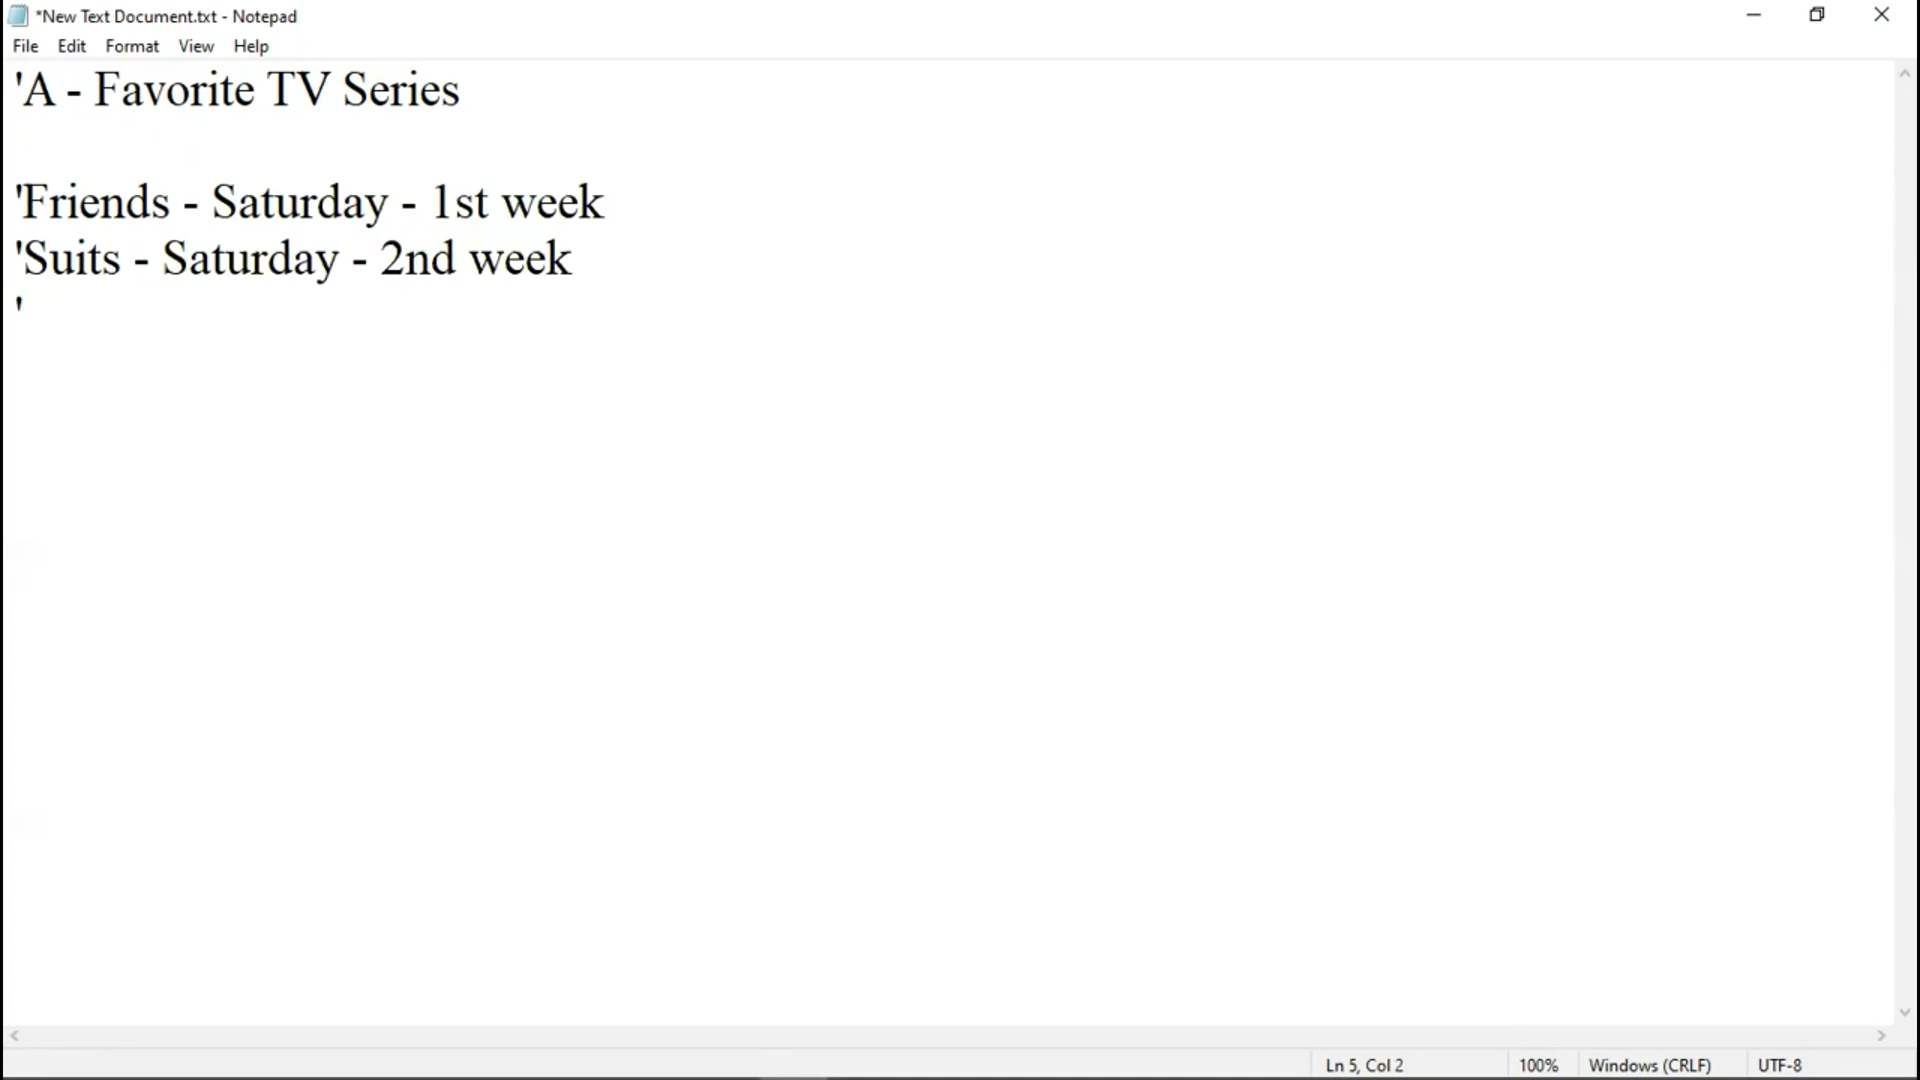 *New Text Document.txt - Notepad
File Edit Format View Help
'A - Favorite TV Series
'Friends - Saturday - 1st week
'Suits - Saturday - 2nd week
'
Ln 5, Col 2 100% Windows (CRLF) UTF-8